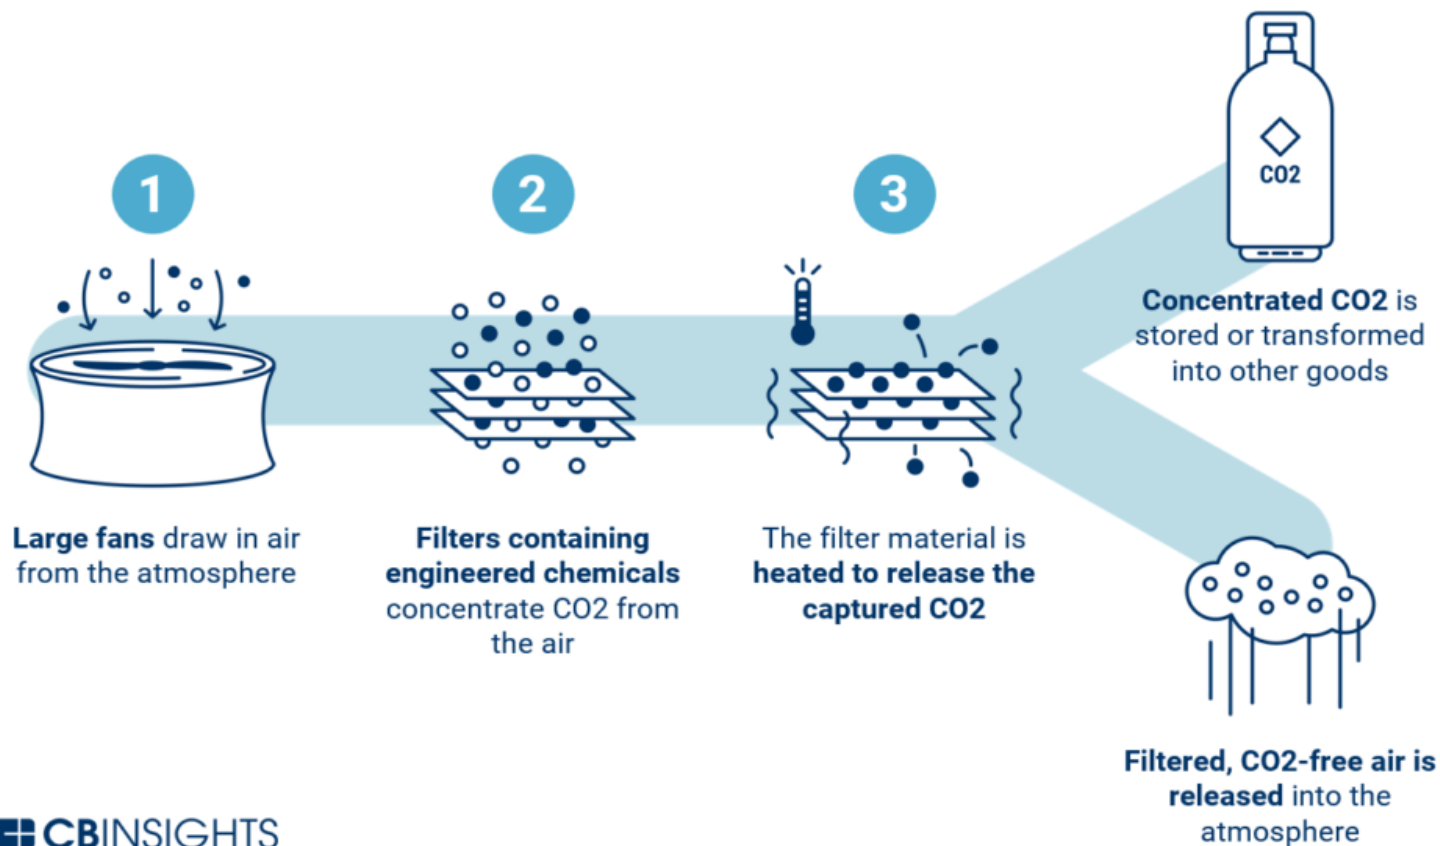 1
Large fans draw in air
from the atmosphere
2
Filters containing
engineered chemicals
concentrate CO2 from
the air
3
The filter material is
heated to release the
captured CO2
CO2
Concentrated CO2 is
stored or transformed
into other goods
Filtered, CO2-free air is
released into the
atmosphere
CBINSIGHTS